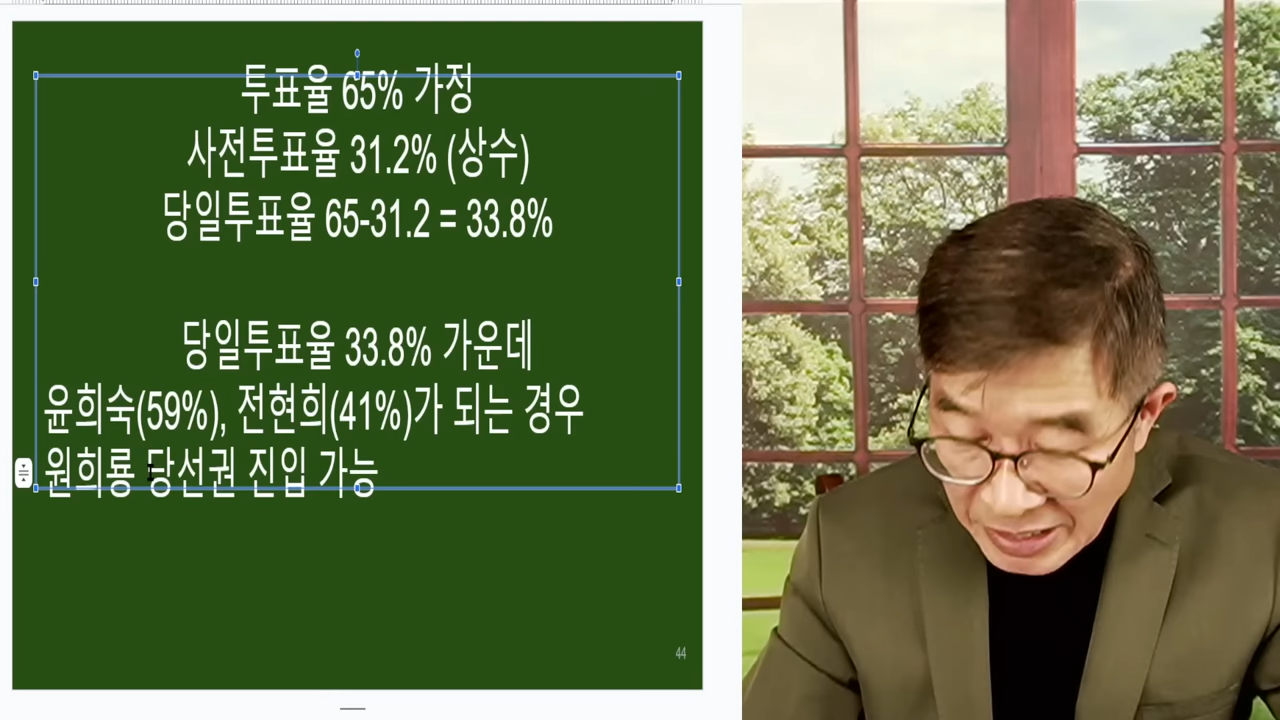 투표율 65% 가정
사전투표율 31.2% (상수)
당일투표율 65-31.2 = 33.8%
당일투표율 33.8% 가운데
윤희숙(59%), 전현희(41%)가 되는 경우
원희룡 당선권 진입 가능
44